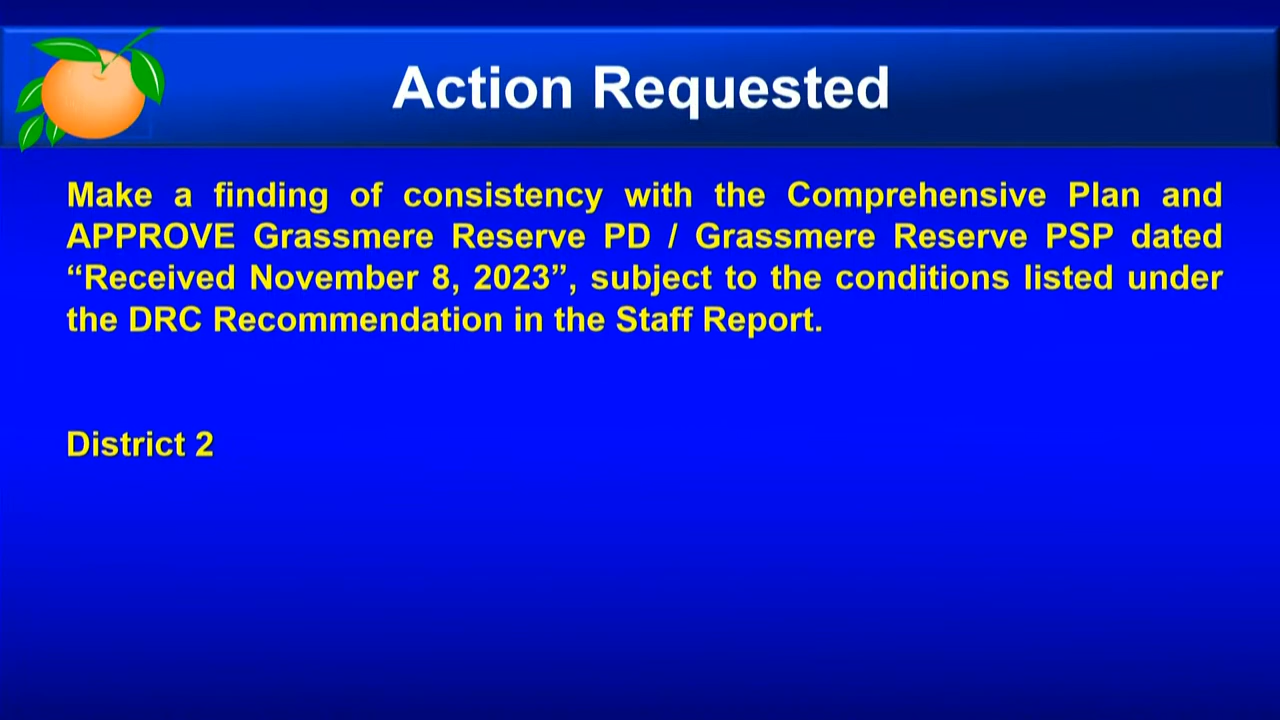 Action Requested
Make a finding of consistency with the Comprehensive Plan and
APPROVE Grassmere Reserve PD / Grassmere Reserve PSP dated
“Received November 8, 2023”, subject to the conditions listed under
the DRC Recommendation in the Staff Report.
District 2